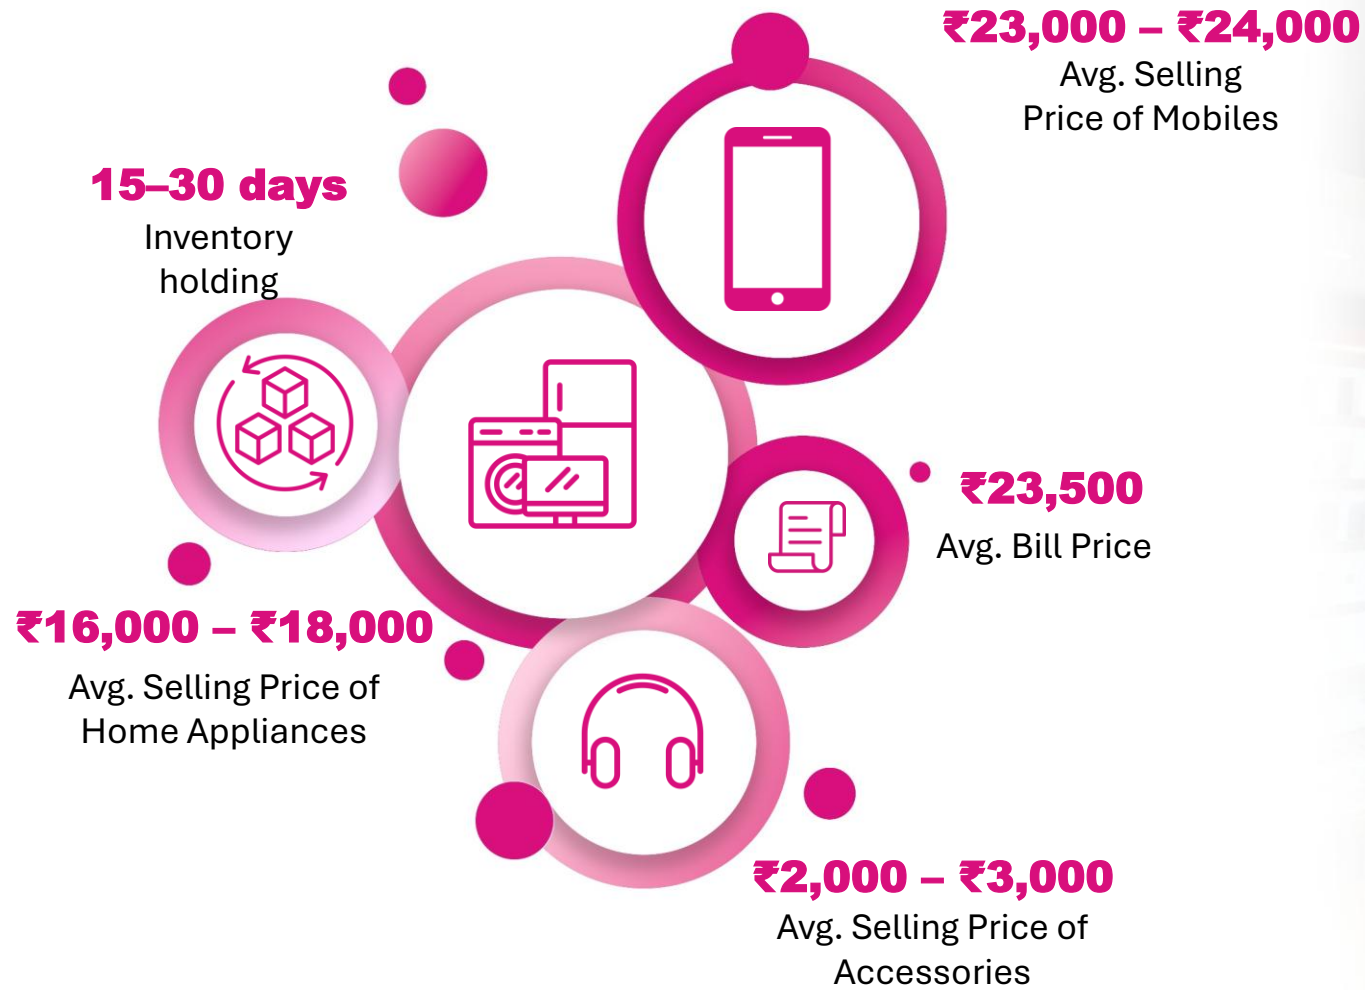 ₹23,000 – ₹24,000
Avg. Selling
Price of Mobiles
15–30 days
Inventory
holding
₹23,500
Avg. Bill Price
₹16,000 – ₹18,000
Avg. Selling Price of
Home Appliances
₹2,000 – ₹3,000
Avg. Selling Price of
Accessories